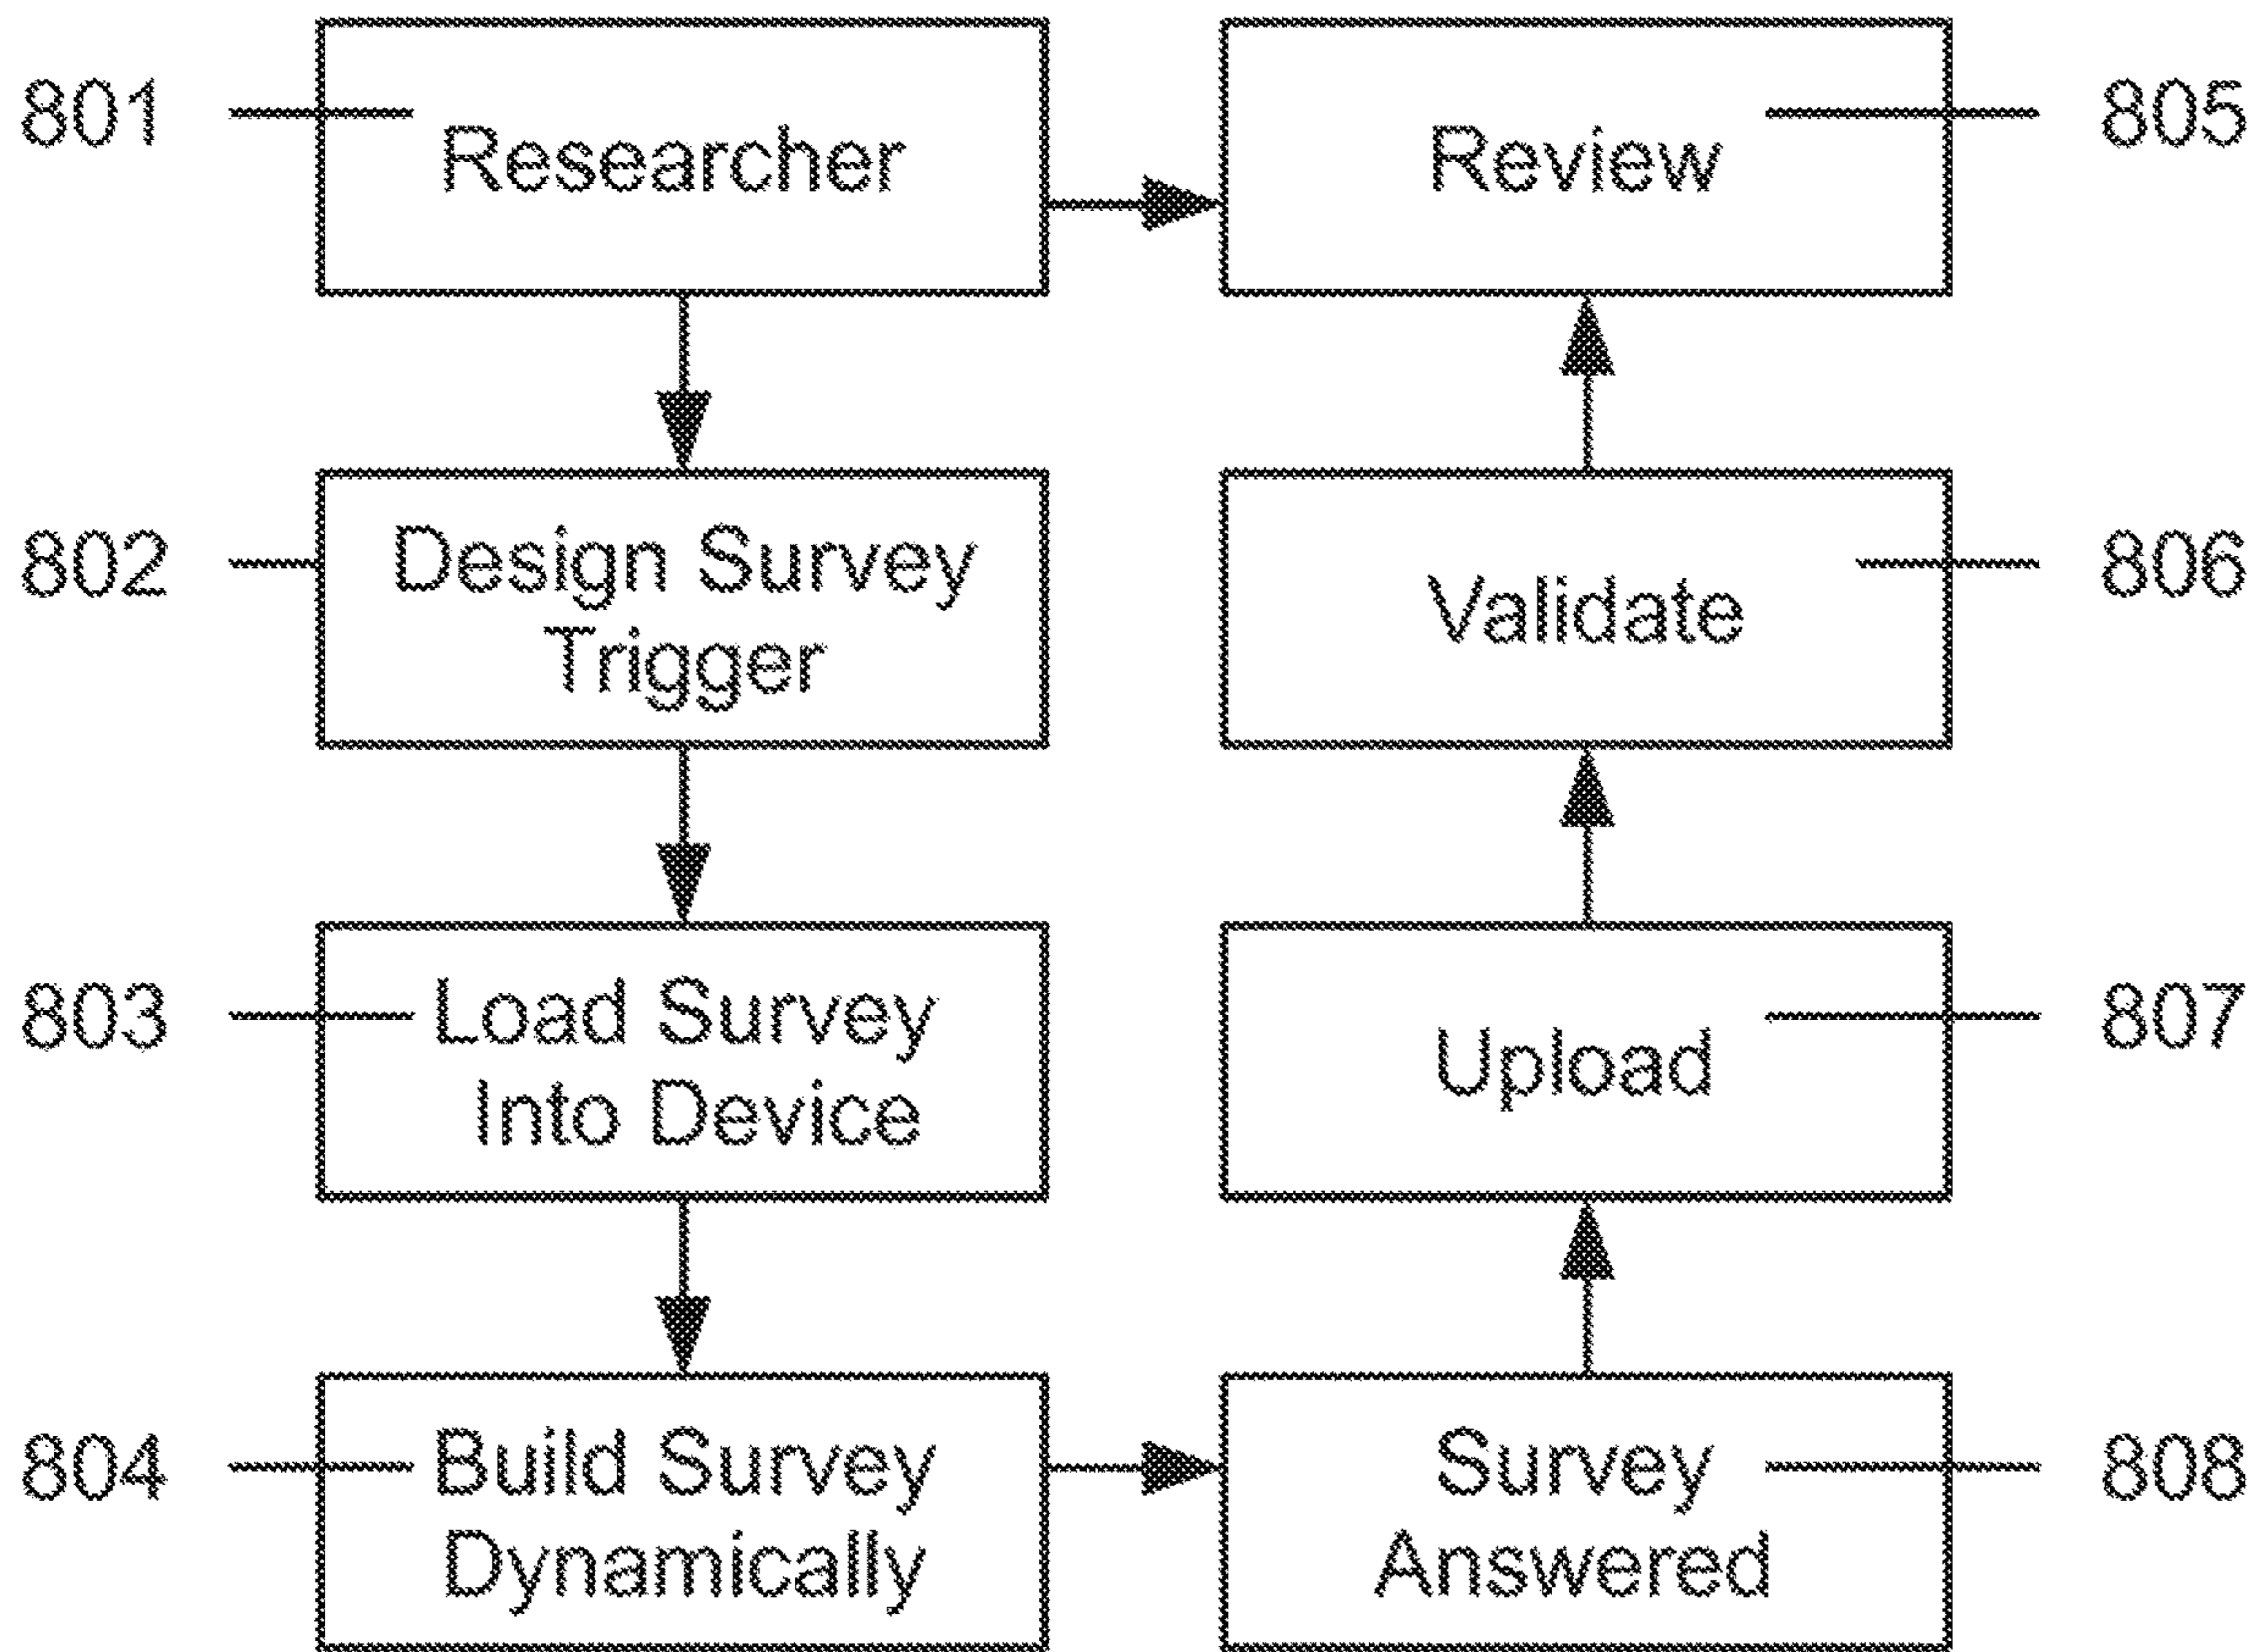 801
Researcher
Review
805
802
Design Survey
Trigger
Validate
806
803
Load Survey
Into Device
Upload
807
804
Build Survey
Dynamically
Survey
Answered
808